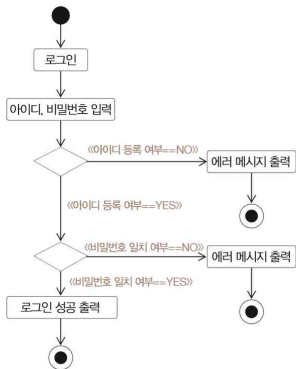 로그인
아이디, 비밀번호 입력
《아이디 등록 여부==NO》
에러 메시지 출력
《아이디 등록 여부==YES》
《비밀번호 일치 여부==NO》
에러 메시지 출력
《비밀번호 일치 여부==YES》
로그인 성공 출력